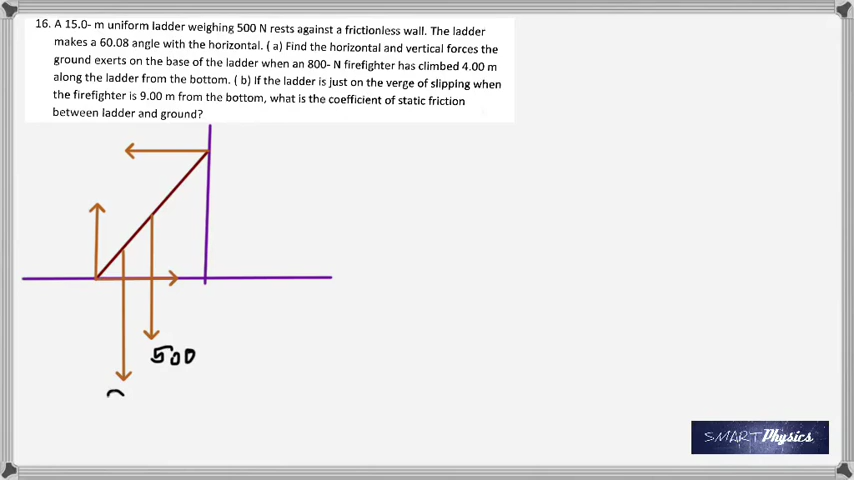 16. A 15.0- m uniform ladder weighing 500 N rests against a frictionless wall. The ladder
makes a 60.08 angle with the horizontal. ( a) Find the horizontal and vertical forces the
ground exerts on the base of the ladder when an 800- N firefighter has climbed 4.00 m
along the ladder from the bottom. ( b) If the ladder is just on the verge of slipping when
the firefighter is 9.00 m from the bottom, what is the coefficient of static friction
between ladder and ground?
500
SMART Physics